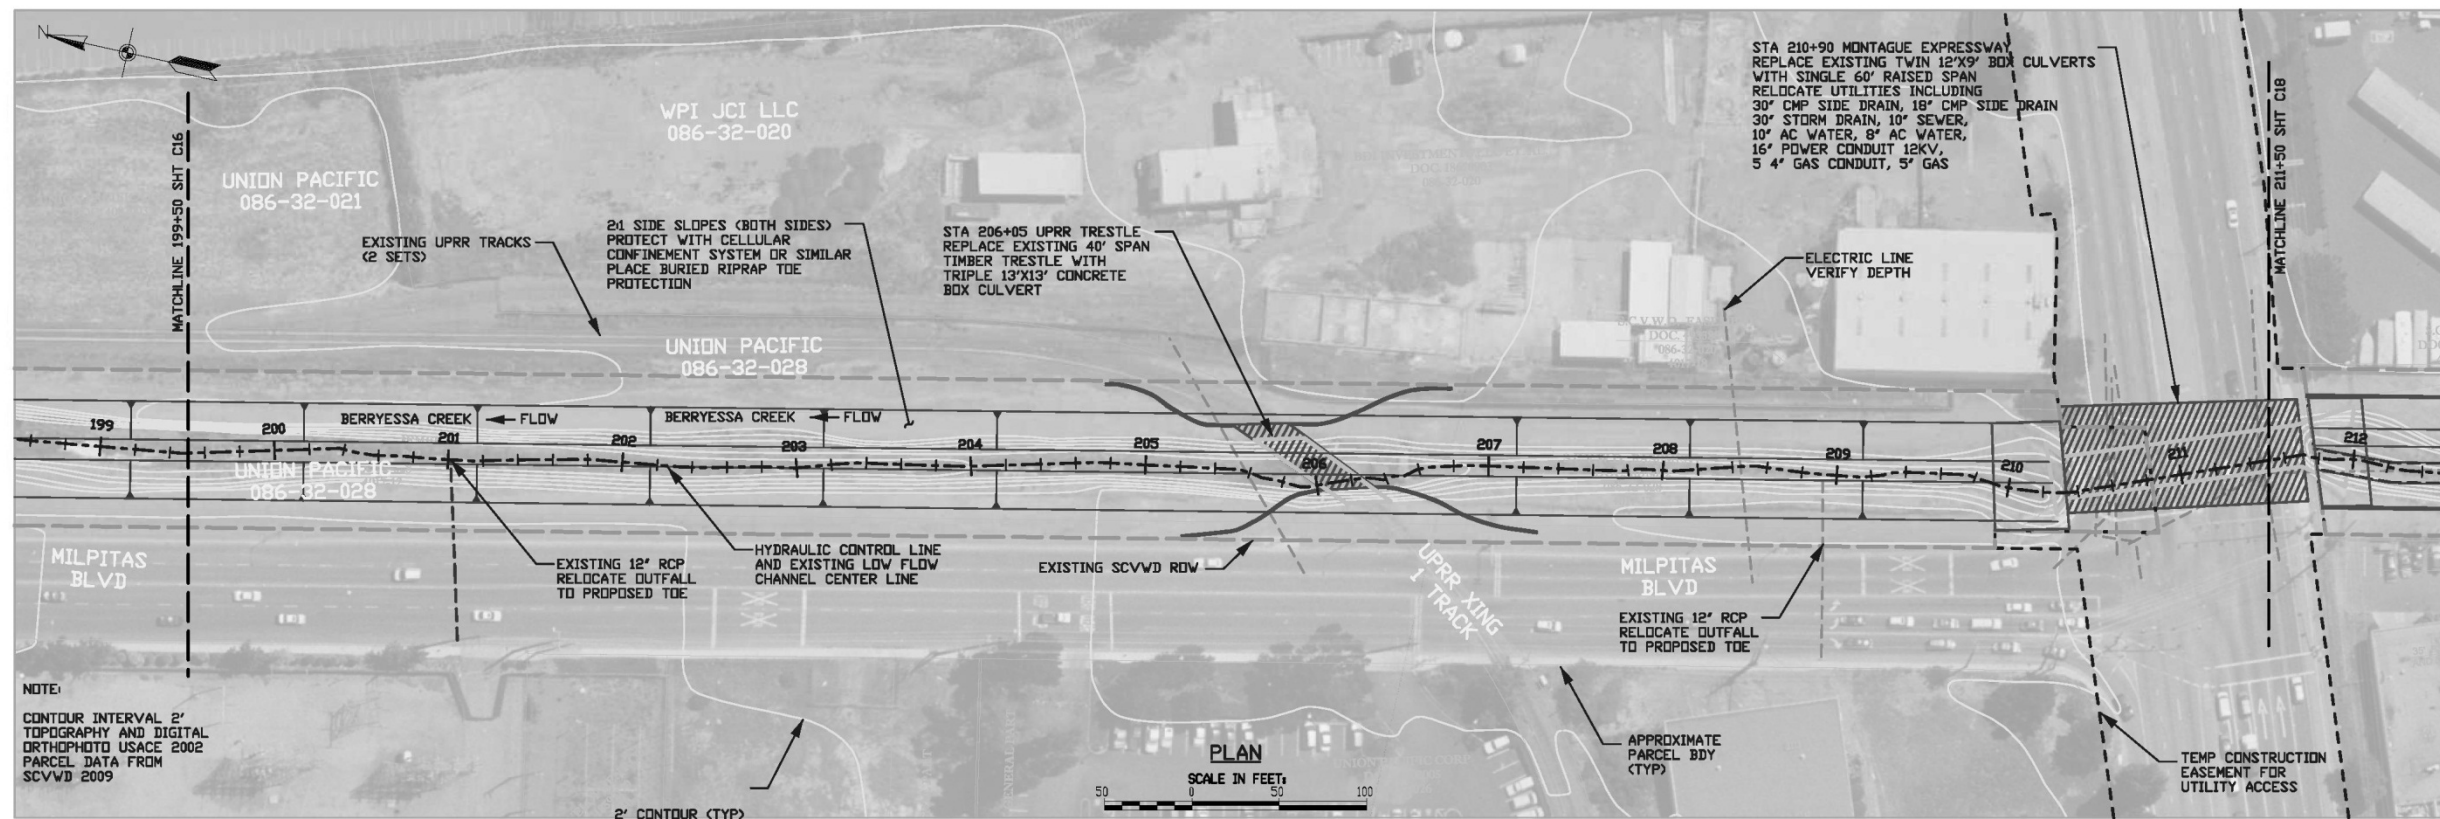 N
MATCHLINE 199+50 SHT C16
UNION PACIFIC
086-32-021
WPI JCI LLC
086-32-020
EXISTING UPRR TRACKS
(2 SETS)
2:1 SIDE SLOPES (BOTH SIDES)
PROTECT WITH CELLULAR
CONFINEMENT SYSTEM OR SIMILAR
PLACE BURIED RIPRAP TOE
PROTECTION
STA 206+05 UPRR TRESTLE
REPLACE EXISTING 40' SPAN
TIMBER TRESTLE WITH
TRIPLE 13'X13' CONCRETE
BOX CULVERT
STA 210+90 MONTAGUE EXPRESSWAY
REPLACE EXISTING TWIN 12'X9' BOX CULVERTS
WITH SINGLE 60' RAISED SPAN
RELOCATE UTILITIES INCLUDING
30" CMP SIDE DRAIN, 18" CMP SIDE DRAIN
30" STORM DRAIN, 10" SEWER,
10" AC WATER, 8" AC WATER,
16" POWER CONDUIT 12KV,
5 4" GAS CONDUIT, 5" GAS
MATCHLINE 211+50 SHT C18
ELECTRIC LINE
VERIFY DEPTH
UNION PACIFIC
086-32-028
BERRYESSA CREEK
FLOW
BERRYESSA CREEK
FLOW
199
200
201
202
203
204
205
206
207
208
209
210
211
212
UNION PACIFIC
086-32-028
MILPITAS
BLVD
EXISTING 12" RCP
RELOCATE OUTFALL
TO PROPOSED TOE
HYDRAULIC CONTROL LINE
AND EXISTING LOW FLOW
CHANNEL CENTER LINE
EXISTING SCVWD ROW
UPRR XING
1 TRACK
MILPITAS
BLVD
EXISTING 12" RCP
RELOCATE OUTFALL
TO PROPOSED TOE
NOTE:
CONTOUR INTERVAL 2'
TOPOGRAPHY AND DIGITAL
ORTHOPHOTO USACE 2002
PARCEL DATA FROM
SCVWD 2009
2' CONTOUR (TYP)
PLAN
SCALE IN FEET:
50
0
50
100
APPROXIMATE
PARCEL BDY
(TYP)
TEMP CONSTRUCTION
EASEMENT FOR
UTILITY ACCESS